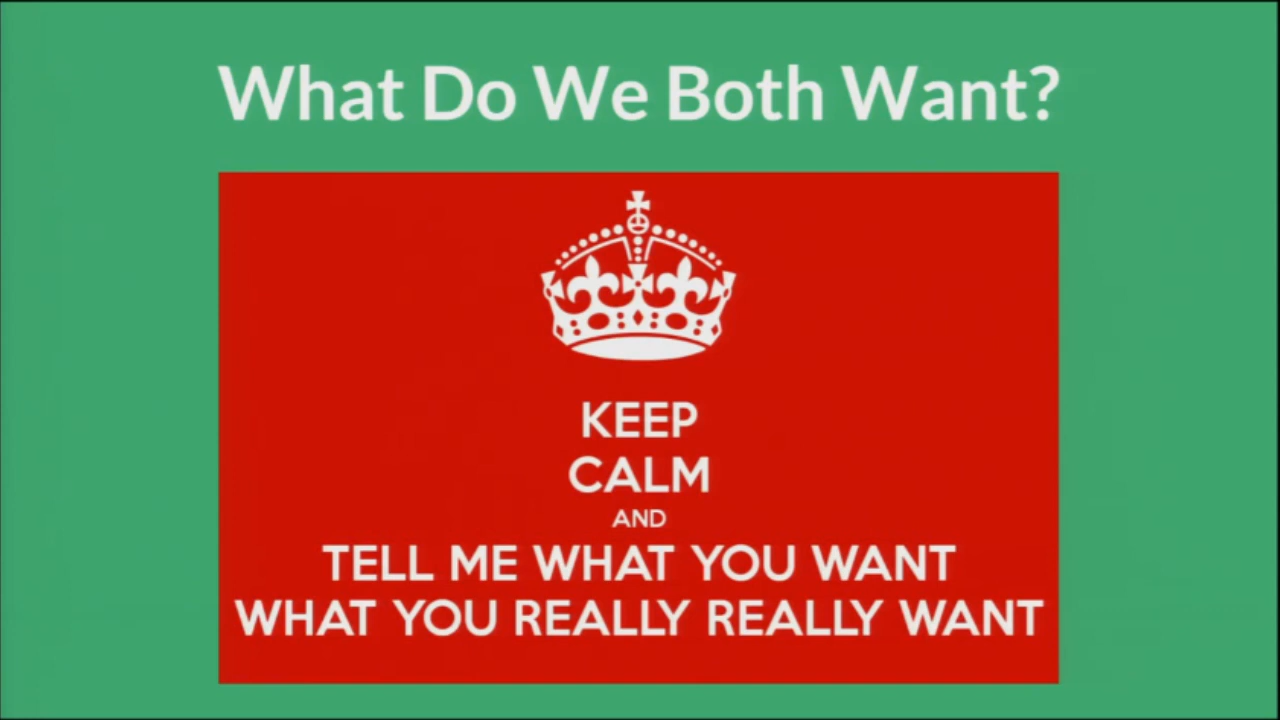 What Do We Both Want?
KEEP
CALM
AND
TELL ME WHAT YOU WANT
WHAT YOU REALLY REALLY WANT